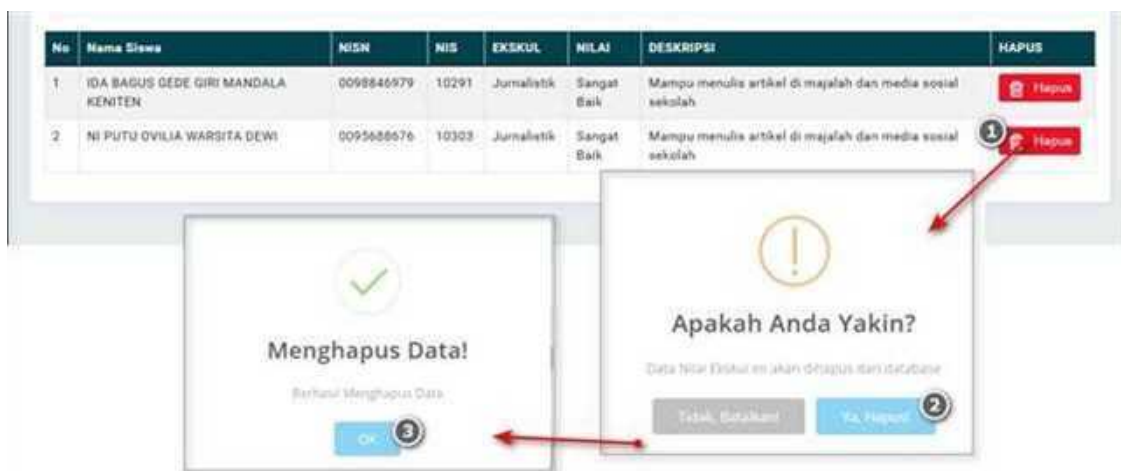 No Nama Siswa NISN NIS EKSKUL NILAI DESKRIPSI HAPUS
1 IDA BAGUS GEDE GIRI MANDALA KENITEN 0098846979 10291 Jurnalistik Sangat Baik Mampu menulis artikel di majalah dan media sosial sekolah Hapus
2 NI PUTU OVILIA WARSITA DEWI 0095688676 10303 Jurnalistik Sangat Baik Mampu menulis artikel di majalah dan media sosial sekolah Hapus
1
Apakah Anda Yakin?
Data Nilai Ekskul ini akan dihapus dari database
Tidak, Batalkan! Ya, Hapus!
2
Menghapus Data!
Berhasil Menghapus Data
OK
3